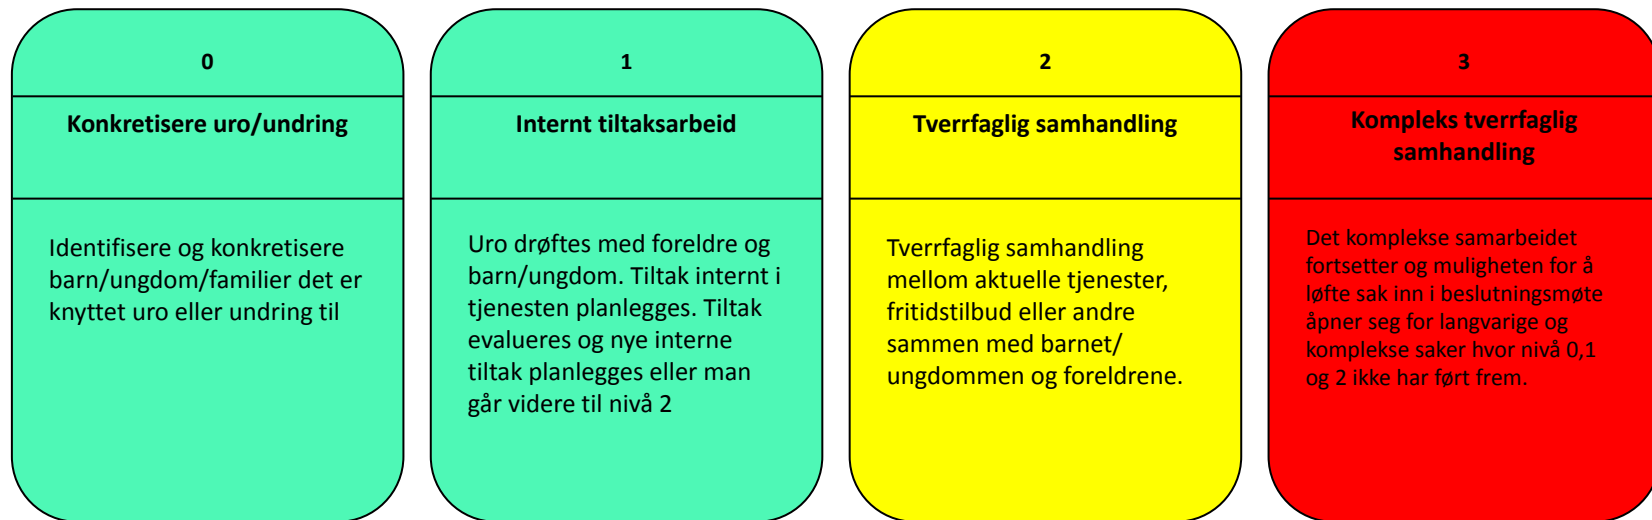 0
Konkretisere uro/undring
Identifisere og konkretisere
barn/ungdom/familier det er
knyttet uro eller undring til
1
Internt tiltaksarbeid
Uro drøftes med foreldre og
barn/ungdom. Tiltak internt i
tjenesten planlegges. Tiltak
evalueres og nye interne
tiltak planlegges eller man
går videre til nivå 2
2
Tverrfaglig samhandling
Tverrfaglig samhandling
mellom aktuelle tjenester,
fritidstilbud eller andre
sammen med barnet/
ungdommen og foreldrene.
3
Kompleks tverrfaglig
samhandling
Det komplekse samarbeidet
fortsetter og muligheten for å
løfte sak inn i beslutningsmøte
åpner seg for langvarige og
komplekse saker hvor nivå 0,1
og 2 ikke har ført frem.